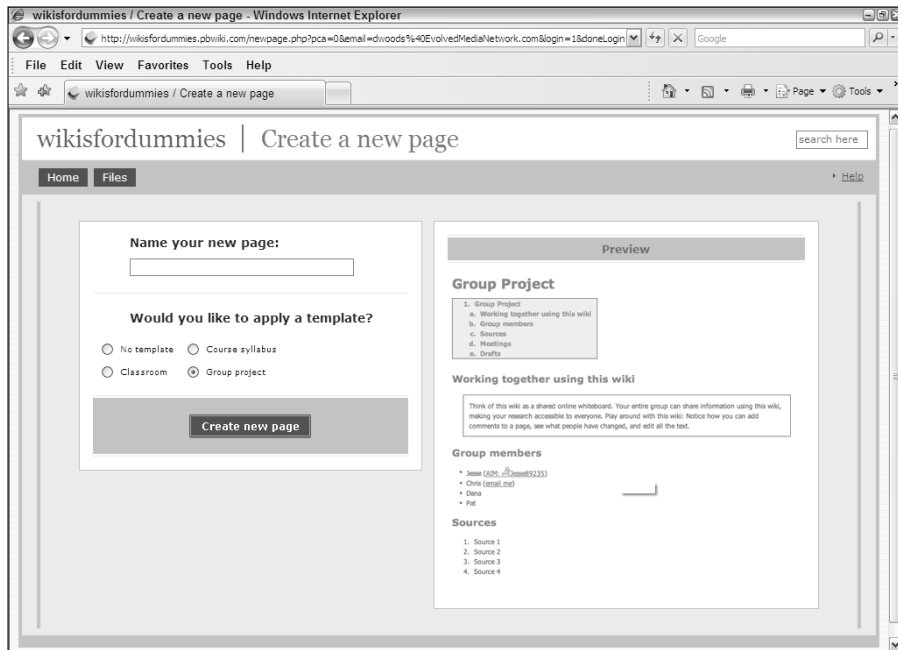 wikisfordummies / Create a new page - Windows Internet Explorer
http://wikisfordummies.pbwiki.com/newpage.php?pca=0&email=dwoods%40EvolvedMediaNetwork.com&login=1&doneLogin
Google
File Edit View Favorites Tools Help
wikisfordummies / Create a new page
Page Tools
wikisfordummies | Create a new page
search here
Home Files
Help
Name your new page:
Would you like to apply a template?
No template Course syllabus
Classroom Group project
Create new page
Preview
Group Project
1. Group Project
a. Working together using this wiki
b. Group members
c. Sources
d. Meetings
e. Drafts
Working together using this wiki
Think of this wiki as a shared online whiteboard. Your entire group can share information using this wiki,
making your research accessible to everyone. Play around with this wiki: Notice how you can add
comments to a page, see what people have changed, and edit all the text.
Group members
• Jesse (AIM: Jesse89235)
• Chris (email me)
• Dana
• Pat
Sources
1. Source 1
2. Source 2
3. Source 3
4. Source 4